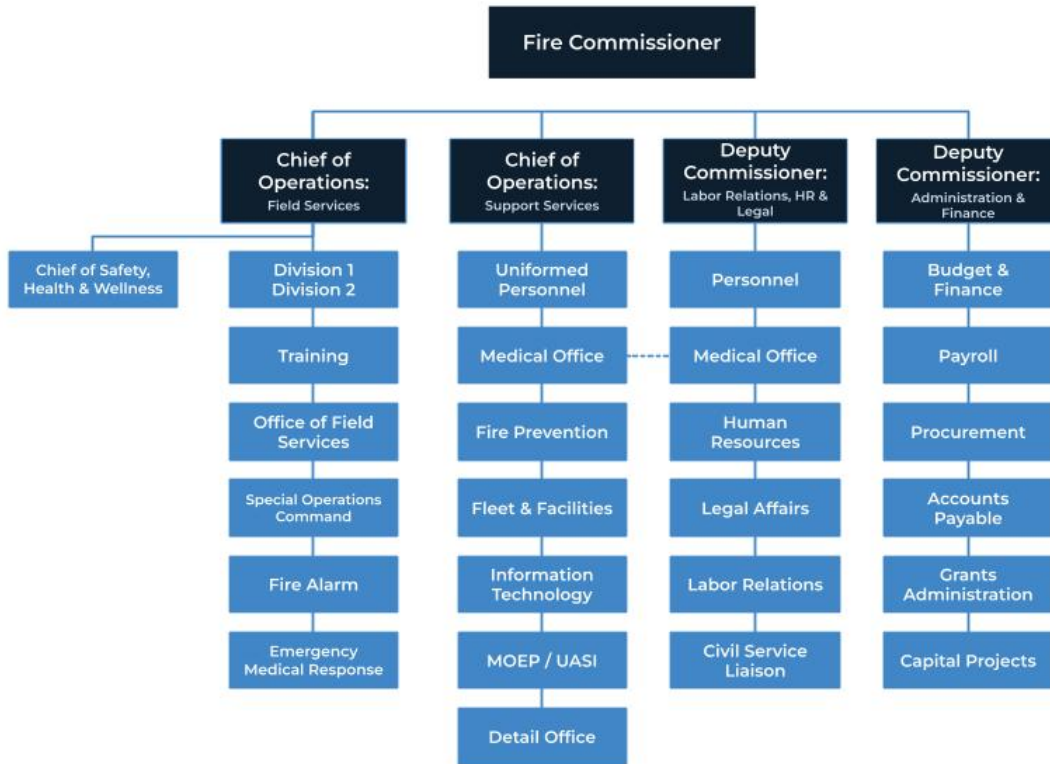 Fire Commissioner
Chief of
Operations:
Field Services
Chief of
Operations:
Support Services
Deputy
Commissioner:
Labor Relations, HR &
Legal
Deputy
Commissioner:
Administration &
Finance
Chief of Safety,
Health & Wellness
Division 1
Division 2
Training
Office of Field
Services
Special Operations
Command
Fire Alarm
Emergency
Medical Response
Uniformed
Personnel
Medical Office
Fire Prevention
Fleet & Facilities
Information
Technology
MOEP / UASI
Detail Office
Personnel
Medical Office
Human
Resources
Legal Affairs
Labor Relations
Civil Service
Liaison
Budget &
Finance
Payroll
Procurement
Accounts
Payable
Grants
Administration
Capital Projects